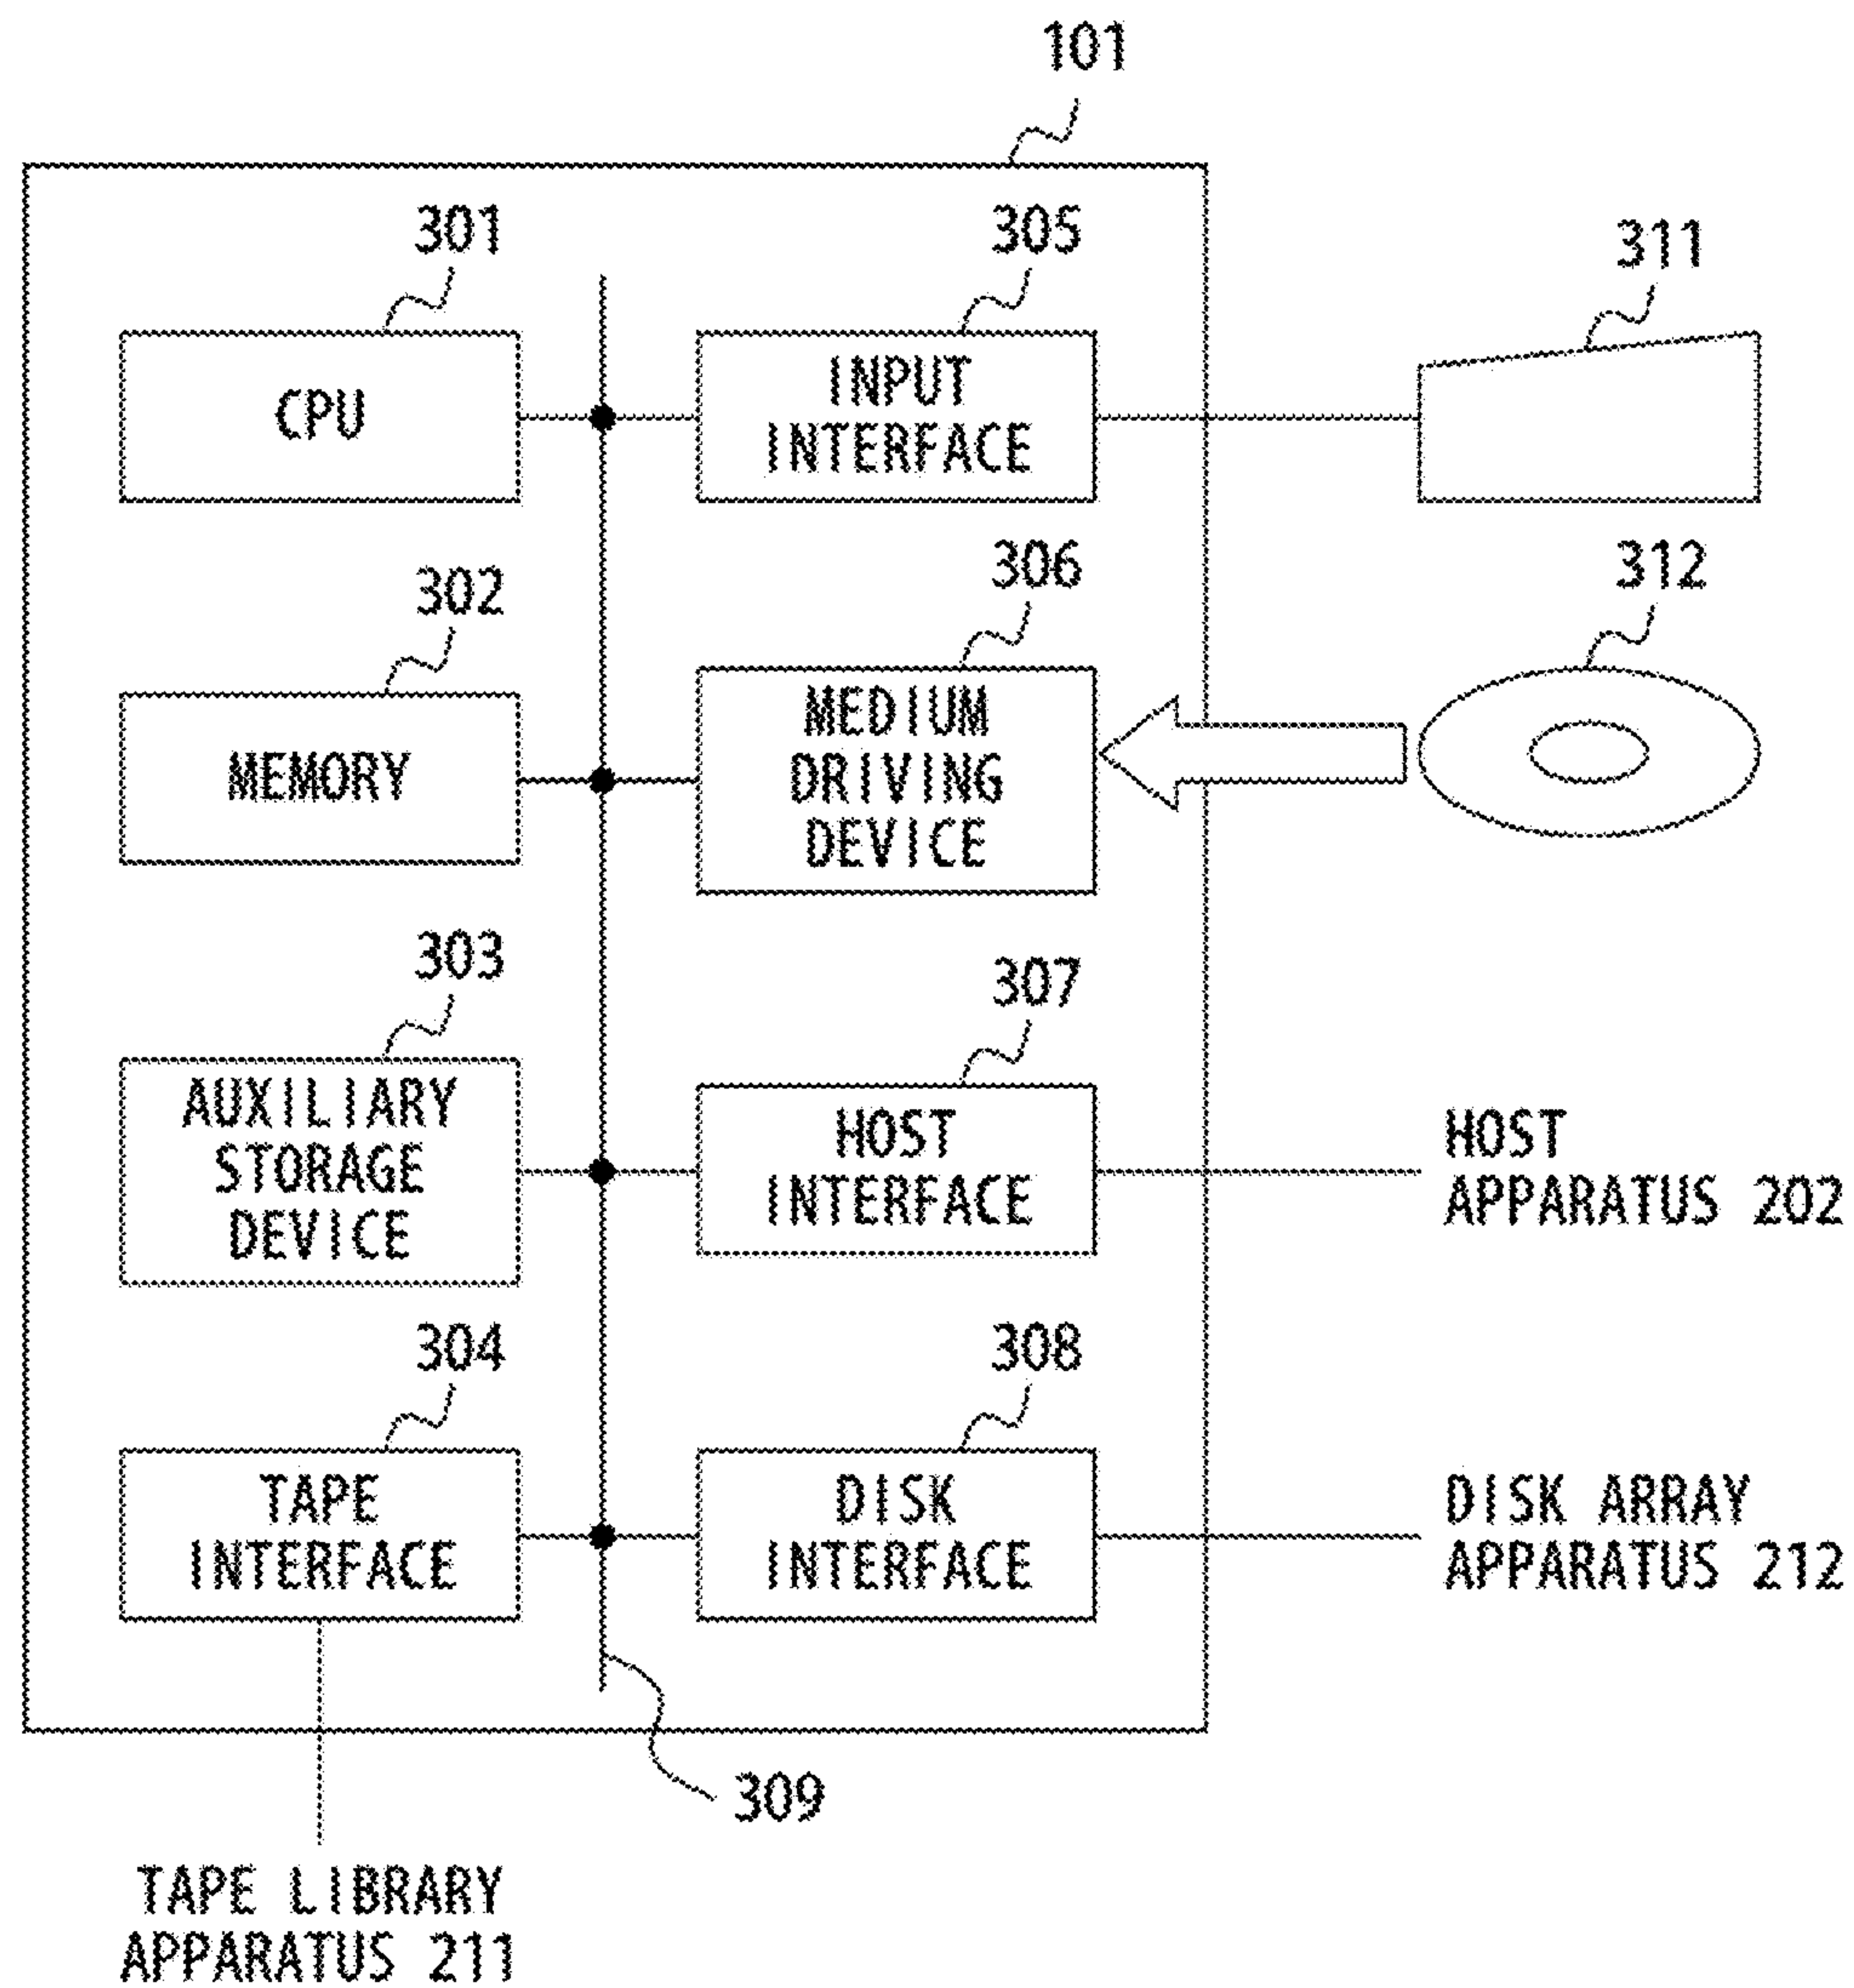 101
301
CPU
305
INPUT
INTERFACE
311
302
MEMORY
306
MEDIUM
DRIVING
DEVICE
312
303
AUXILIARY
STORAGE
DEVICE
307
HOST
INTERFACE
HOST
APPARATUS 202
304
TAPE
INTERFACE
308
DISK
INTERFACE
DISK ARRAY
APPARATUS 212
309
TAPE LIBRARY
APPARATUS 211